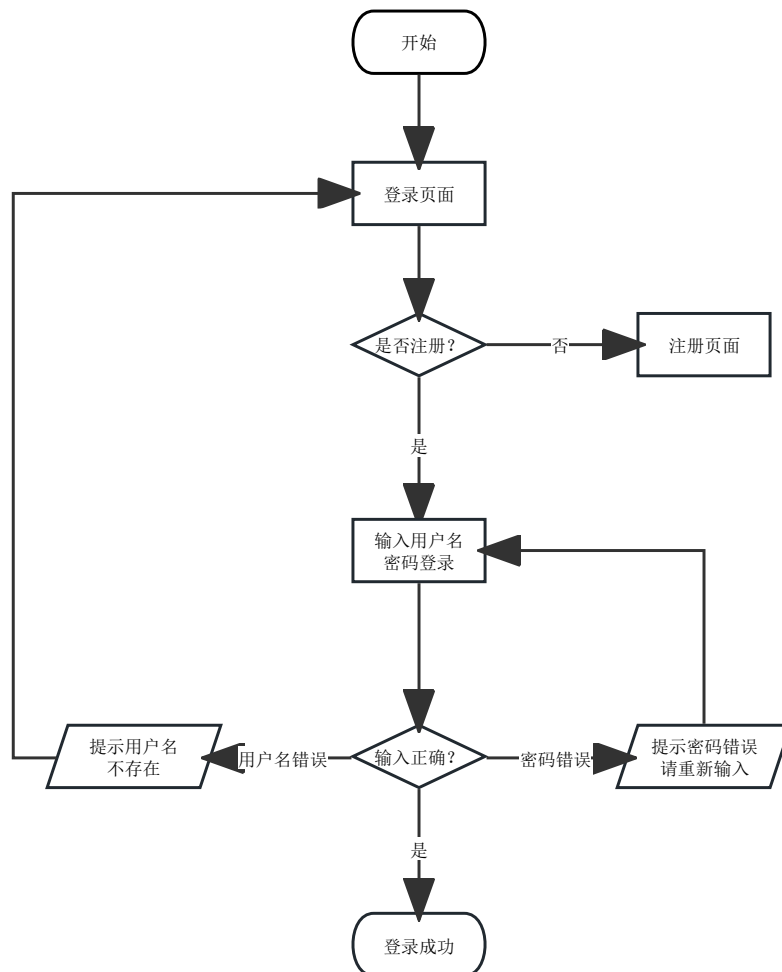 开始
登录页面
是否注册？
否
注册页面
是
输入用户名
密码登录
提示用户名
不存在
用户名错误
输入正确？
密码错误
提示密码错误
请重新输入
是
登录成功